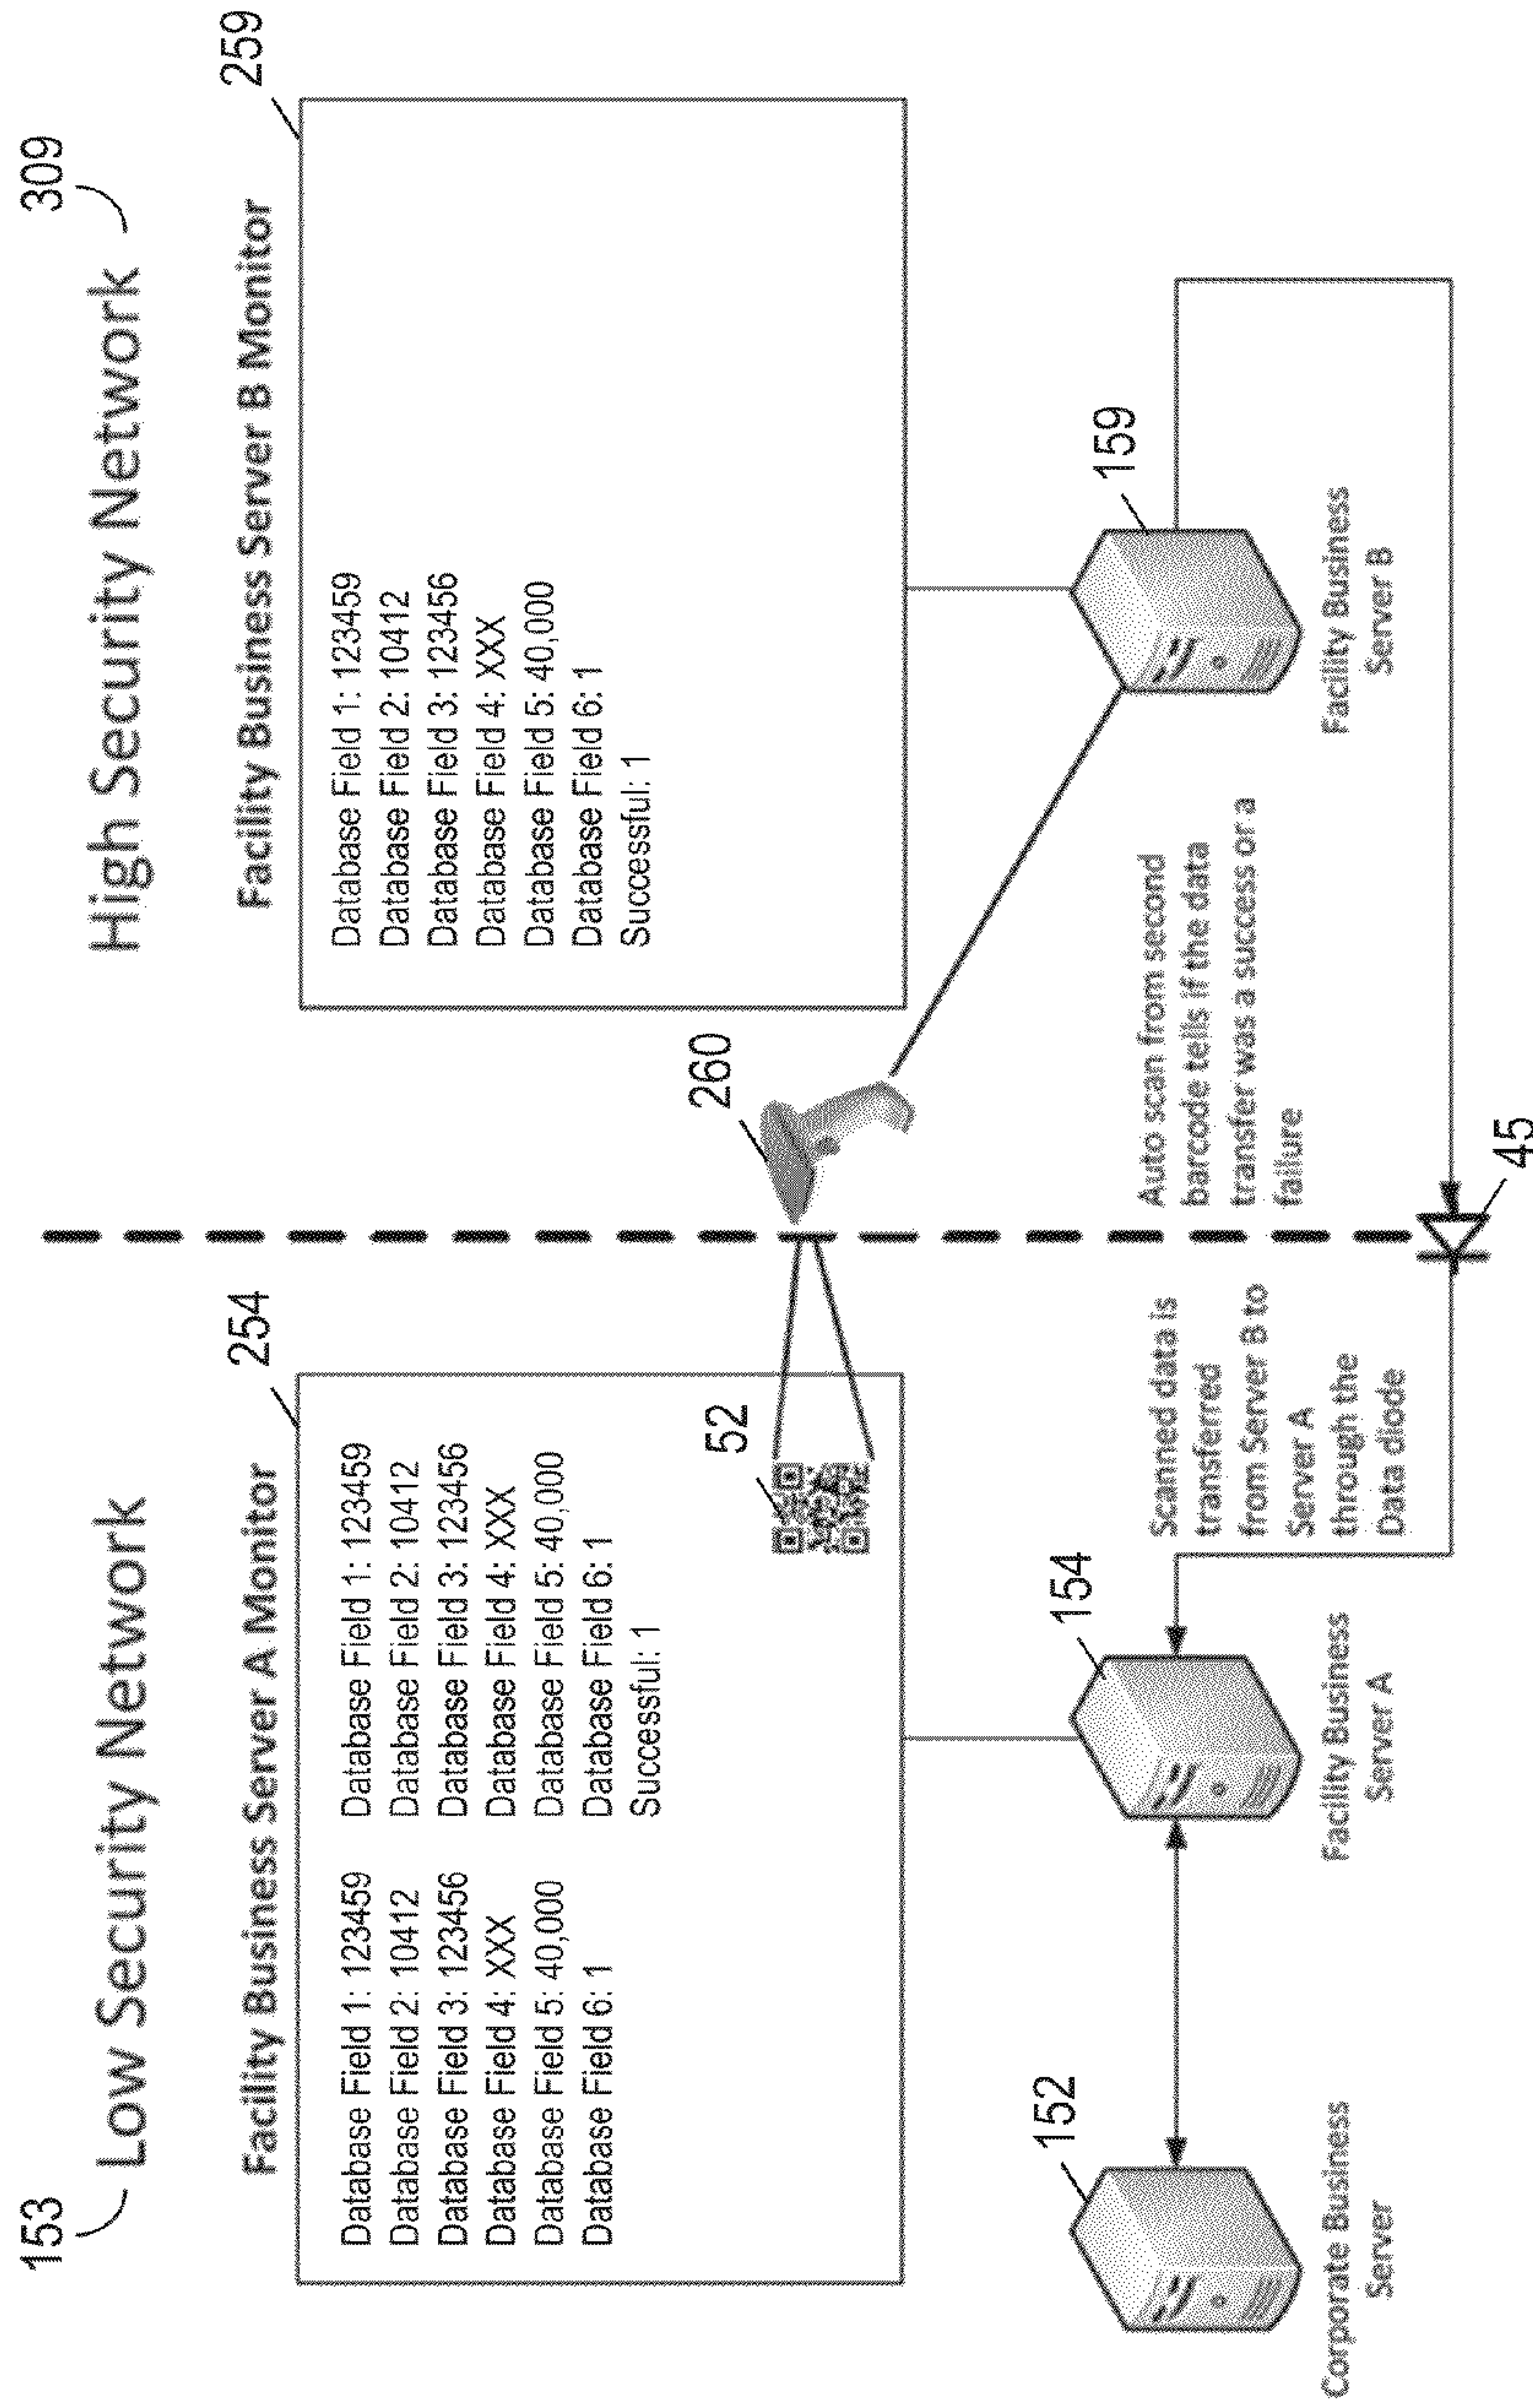 153
Low Security Network
High Security Network
309
Facility Business Server A Monitor
254
Database Field 1: 123459
Database Field 2: 10412
Database Field 3: 123456
Database Field 4: XXX
Database Field 5: 40,000
Database Field 6: 1
Database Field 1: 123459
Database Field 2: 10412
Database Field 3: 123456
Database Field 4: XXX
Database Field 5: 40,000
Database Field 6: 1
Successful: 1
52
Facility Business Server B Monitor
259
Database Field 1: 123459
Database Field 2: 10412
Database Field 3: 123456
Database Field 4: XXX
Database Field 5: 40,000
Database Field 6: 1
Successful: 1
260
152
Corporate Business
Server
154
Facility Business
Server A
Scanned data is
transferred
from Server B to
Server A
through the
Data diode
45
Auto scan from second
barcode tells if the data
transfer was a success or a
failure
159
Facility Business
Server B